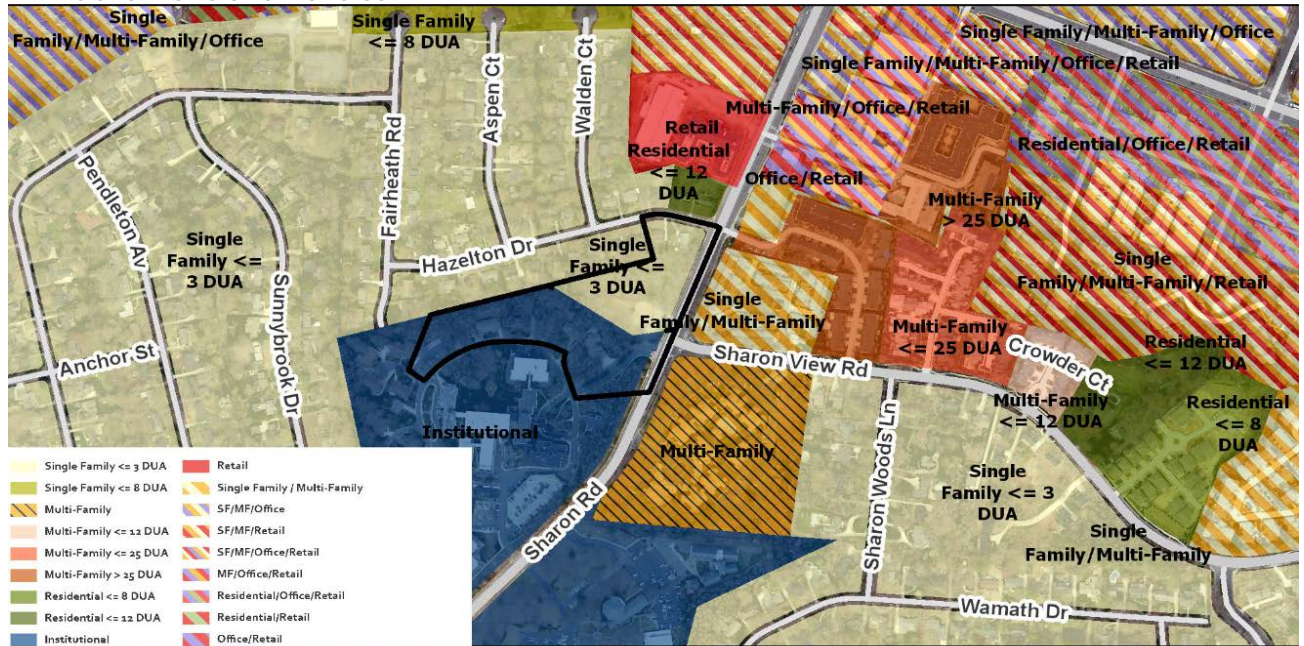 Single
Family/Multi-Family/Office
Single Family
<= 8 DUA
Aspen Ct
Walden Ct
Single Family/Multi-Family/Office
Single Family/Multi-Family/Office/Retail
Multi-Family/Office/Retail
Retail
Residential
<= 12
DUA
Office/Retail
Residential/Office/Retail
Multi-Family
> 25 DUA
Pendleton Av
Fairheath Rd
Single
Family <=
3 DUA
Sunnybrook Dr
Hazelton Dr
Single
Family <=
3 DUA
Single
Family/Multi-Family
Single
Family/Multi-Family/Retail
Anchor St
Sharon View Rd
Multi-Family
<= 25 DUA
Crowder Ct
Residential
<= 12 DUA
Institutional
Multi-Family
Sharon Rd
Sharon Woods Ln
Multi-Family
<= 12 DUA
Residential
<= 8
DUA
Single
Family <= 3
DUA
Single
Family/Multi-Family
Wamath Dr
Single Family <= 3 DUA
Single Family <= 8 DUA
Multi-Family
Multi-Family <= 12 DUA
Multi-Family <= 25 DUA
Multi-Family > 25 DUA
Residential <= 8 DUA
Residential <= 12 DUA
Institutional
Retail
Single Family / Multi-Family
SF/MF/Office
SF/MF/Retail
SF/MF/Office/Retail
MF/Office/Retail
Residential/Office/Retail
Residential/Retail
Office/Retail